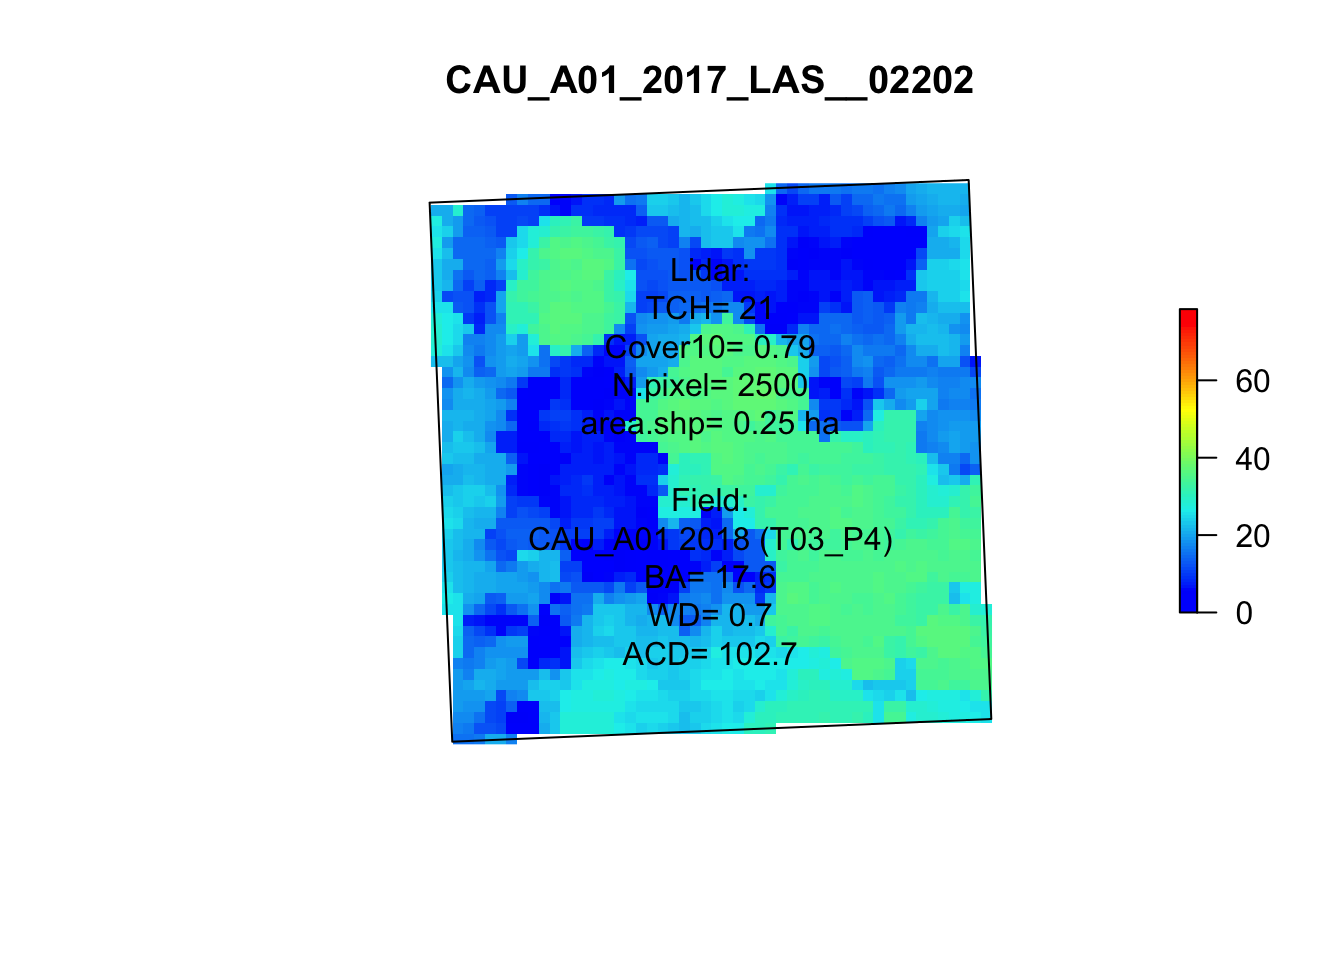 CAU_A01_2017_LAS__02202
Lidar:
TCH= 21
Cover10= 0.79
N.pixel= 2500
area.shp= 0.25 ha
Field:
CAU_A01 2018 (T03_P4)
BA= 17.6
WD= 0.7
ACD= 102.7
60
40
20
0